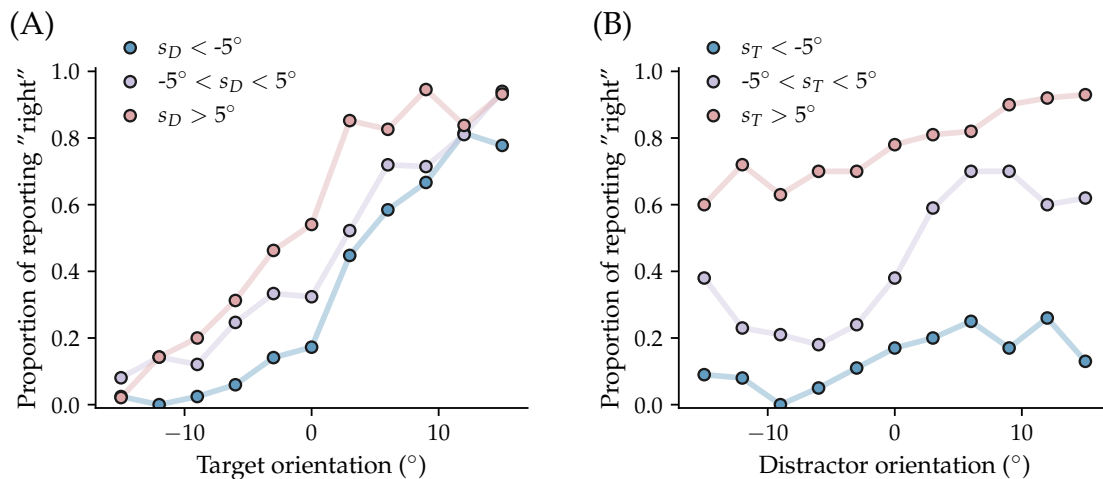 (A)
s_D < -5°
-5° < s_D < 5°
s_D > 5°
Proportion of reporting "right"
1.0
0.8
0.6
0.4
0.2
0.0
−10
0
10
Target orientation (°)
(B)
s_T < -5°
-5° < s_T < 5°
s_T > 5°
Proportion of reporting "right"
1.0
0.8
0.6
0.4
0.2
0.0
−10
0
10
Distractor orientation (°)